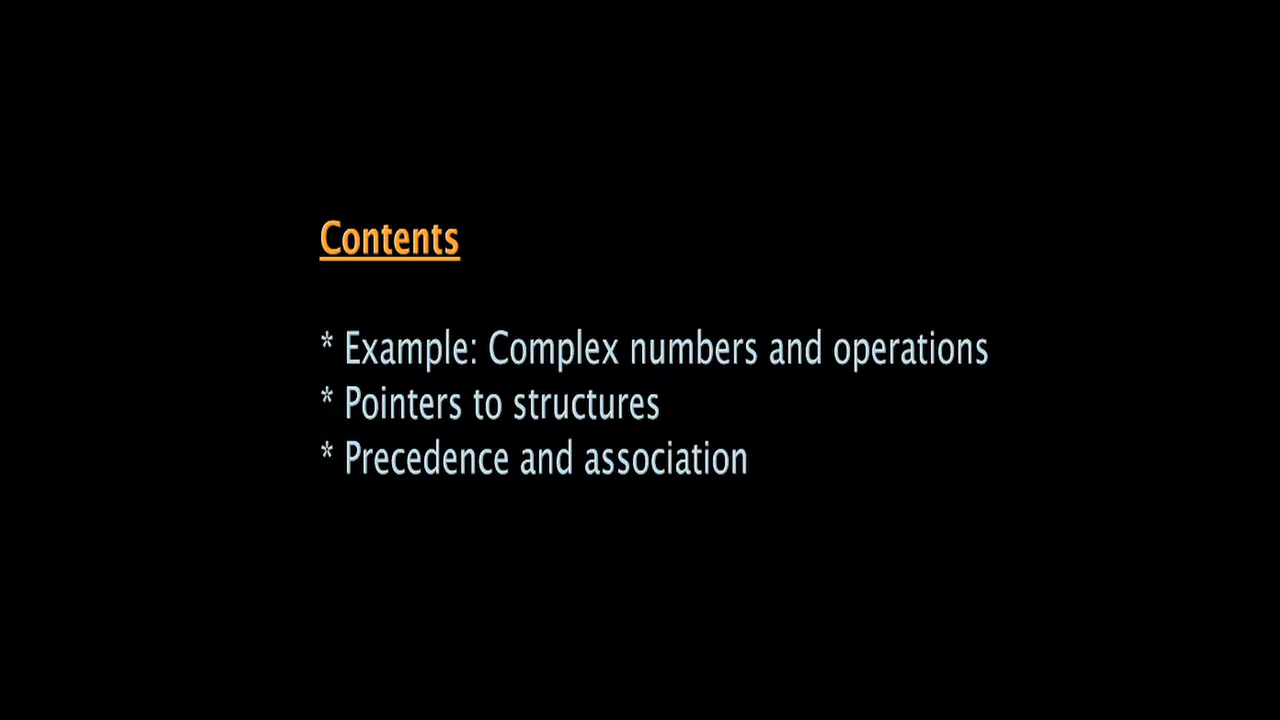 Contents
* Example: Complex numbers and operations
* Pointers to structures
* Precedence and association